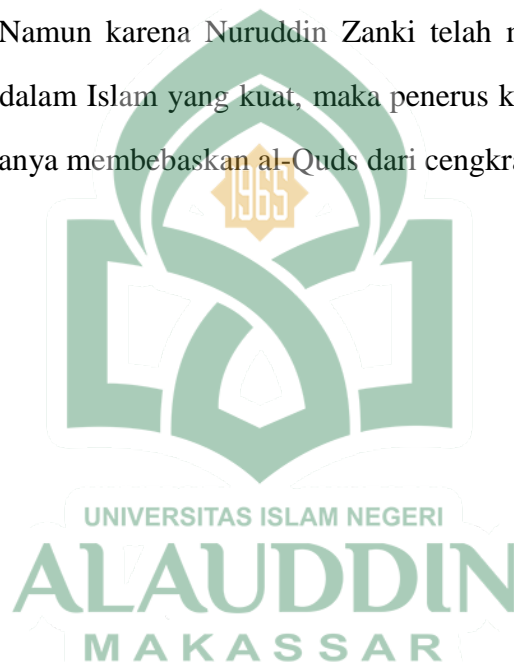 Namun karena Nuruddin Zanki telah
dalam Islam yang kuat, maka penerus
anya membebaskan al-Quds dari
1965
UNIVERSITAS ISLAM NEGERI
ALAUDDIN
MAKASSAR